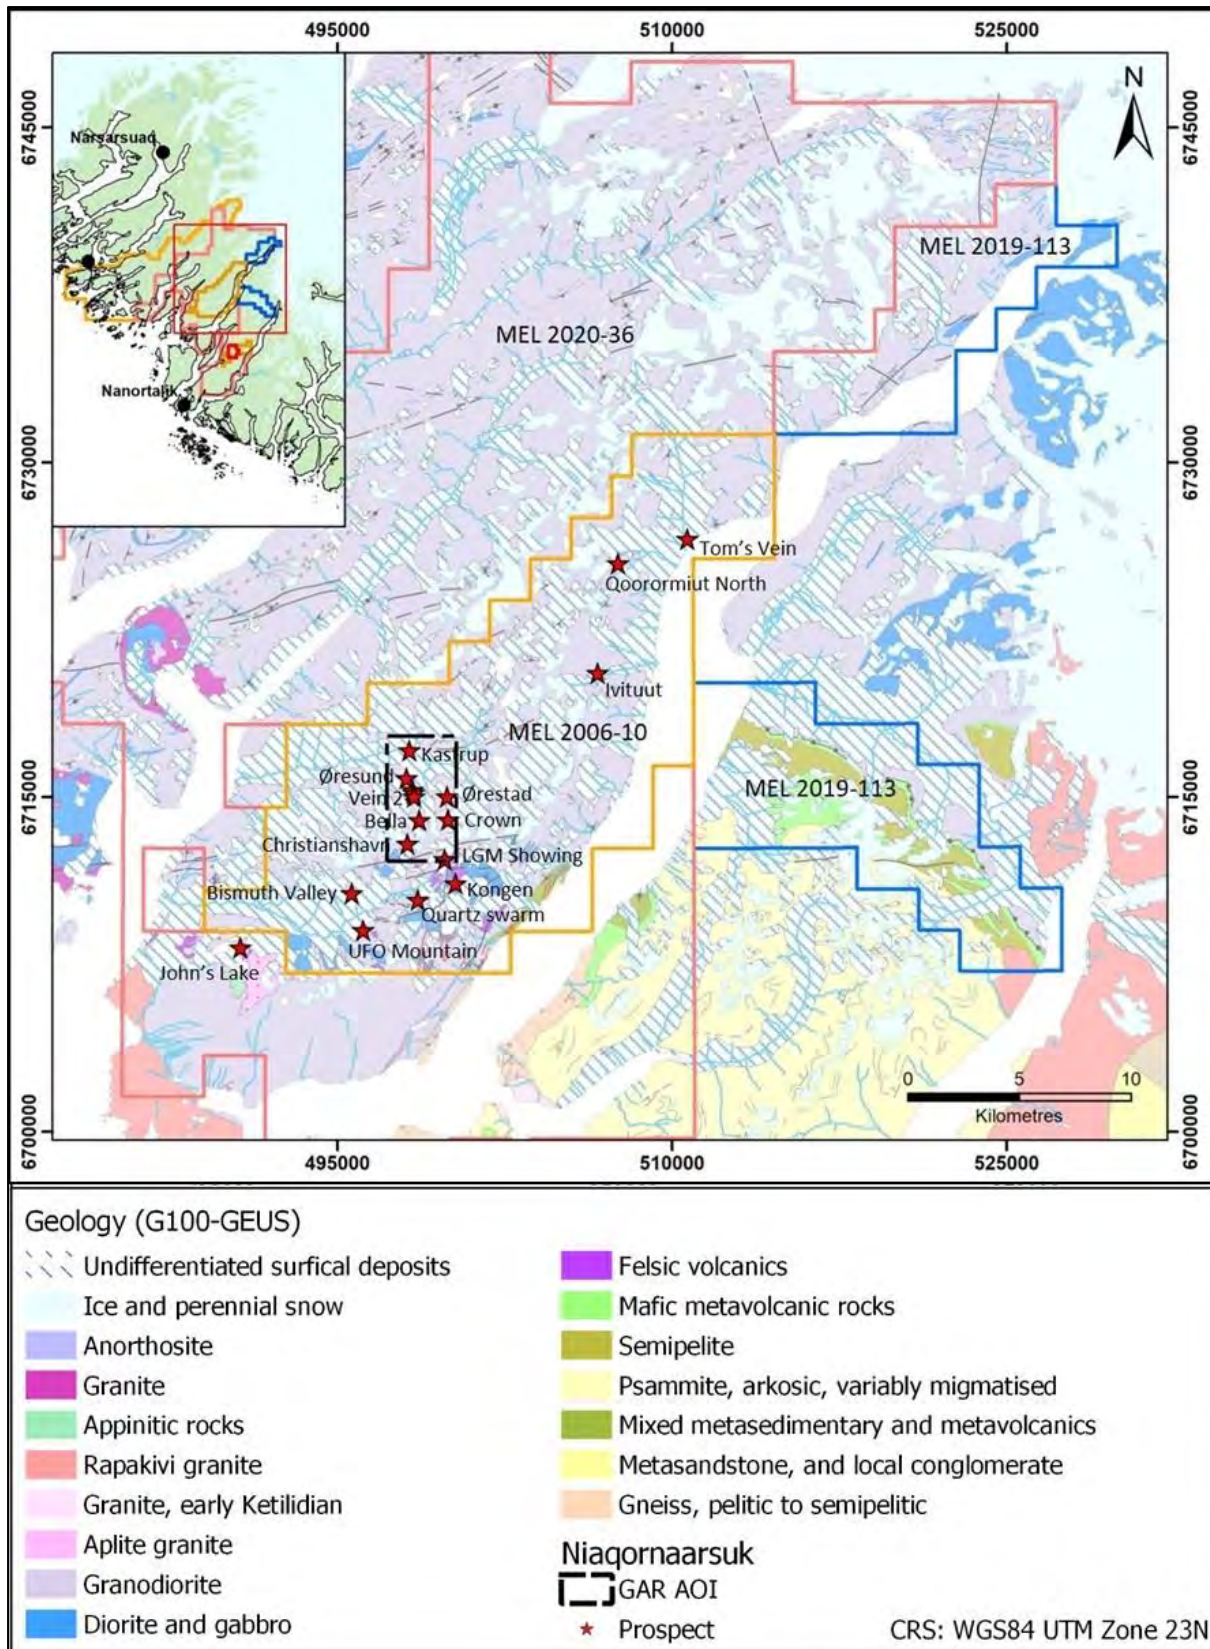 495000
510000
525000
N
6745000
6745000
Narsarsuaq
Nanortalik
MEL 2019-113
MEL 2020-36
6730000
6730000
Tom's Vein
Qoorormiut North
Ivituut
MEL 2006-10
Kastrup
Øresund
Vein 2
Ørestad
MEL 2019-113
6715000
6715000
Bella
Crown
Christianshavn
LGM Showing
Bismuth Valley
Kongen
Quartz swarm
UFO Mountain
John's Lake
0 5 10
Kilometres
6700000
6700000
495000
510000
525000
Geology (G100-GEUS)
Undifferentiated surfical deposits
Ice and perennial snow
Anorthosite
Granite
Appinitic rocks
Rapakivi granite
Granite, early Ketilidian
Aplite granite
Granodiorite
Diorite and gabbro
Felsic volcanics
Mafic metavolcanic rocks
Semipelite
Psammite, arkosic, variably migmatised
Mixed metasedimentary and metavolcanics
Metasandstone, and local conglomerate
Gneiss, pelitic to semipelitic
Niaqornaarsuk
GAR AOI
Prospect
CRS: WGS84 UTM Zone 23N